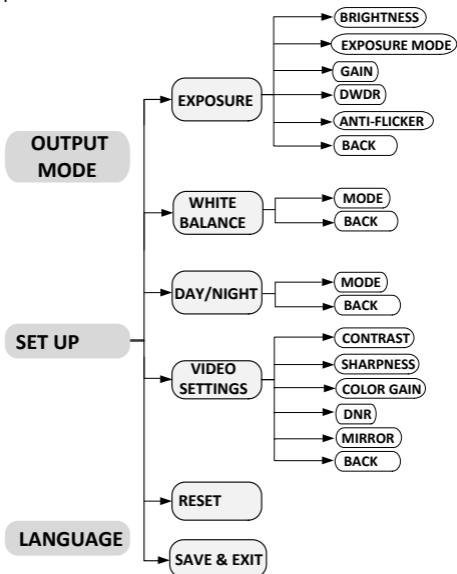 OUTPUT
MODE
SET UP
LANGUAGE
EXPOSURE
BRIGHTNESS
EXPOSURE MODE
GAIN
DWDR
ANTI-FLICKER
BACK
WHITE
BALANCE
MODE
BACK
DAY/NIGHT
MODE
BACK
VIDEO
SETTINGS
CONTRAST
SHARPNESS
COLOR GAIN
DNR
MIRROR
BACK
RESET
SAVE & EXIT